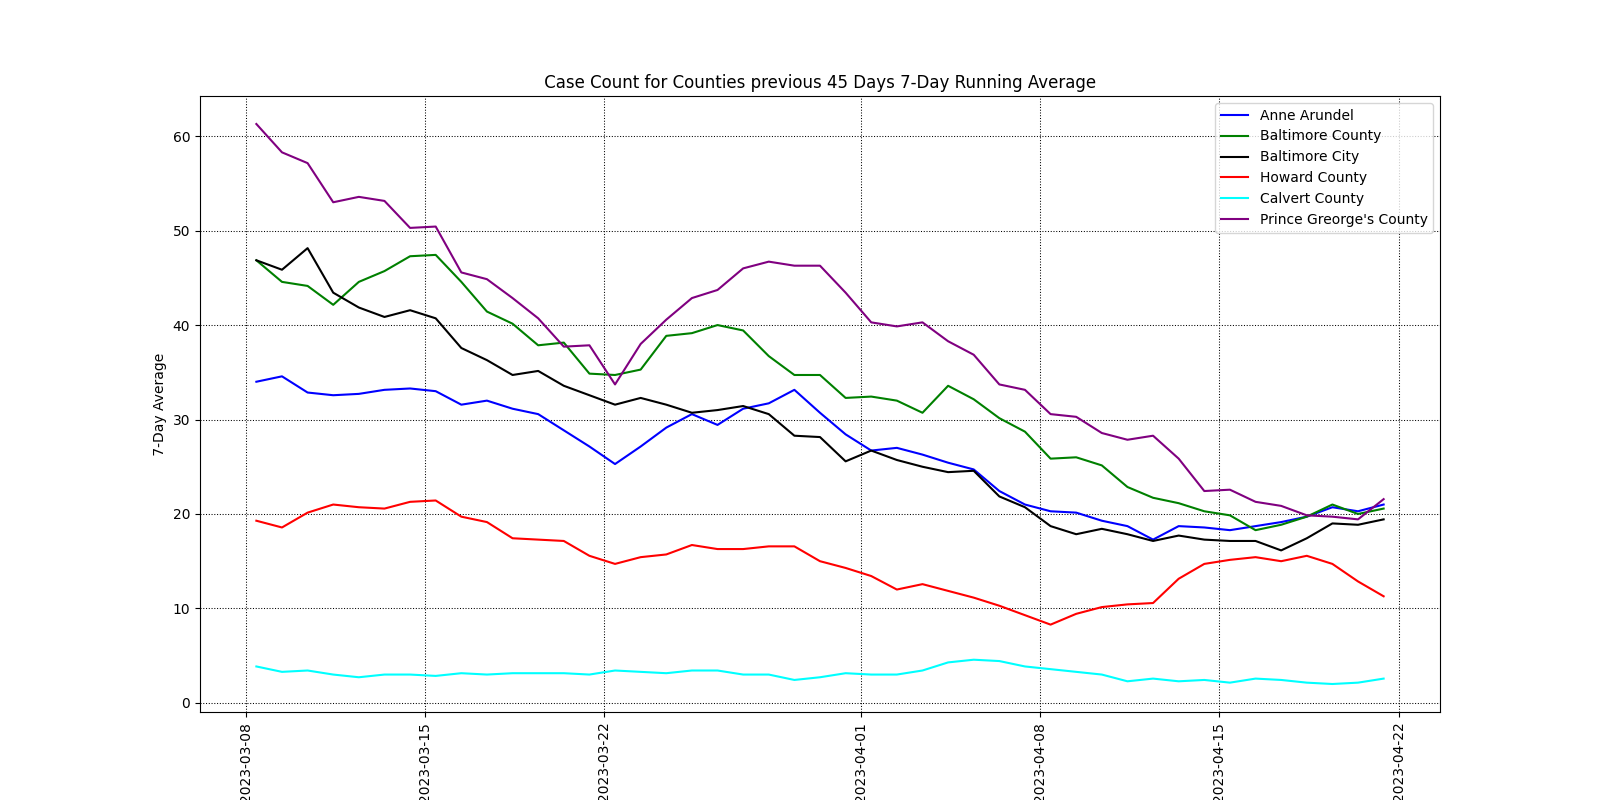 Case Count for Counties previous 45 Days 7-Day Running Average
Anne Arundel
Baltimore County
Baltimore City
Howard County
Calvert County
Prince Greorge's County
7-Day Average
60
50
40
30
20
10
0
2023-03-08
2023-03-15
2023-03-22
2023-04-01
2023-04-08
2023-04-15
2023-04-22